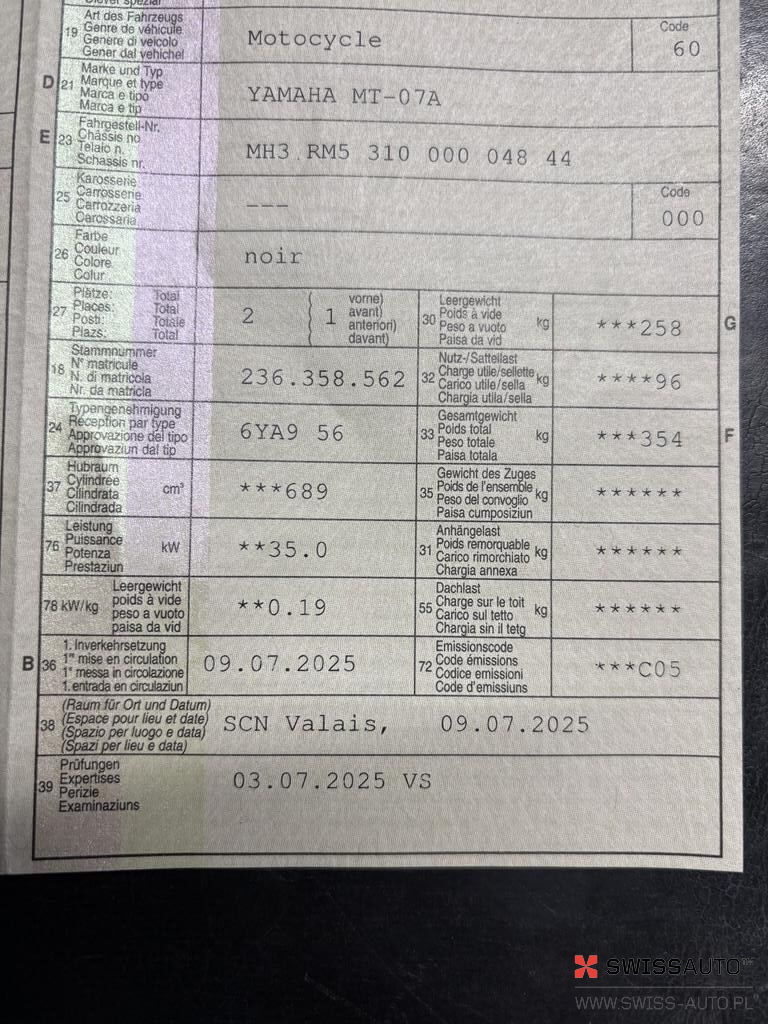 19 Art des Fahrzeugs
Genre de véhicule
Genere di veicolo
Gener dal vehichel
Motocycle
Code
60
D 21 Marke und Typ
Marque et type
Marca e tipo
Marca e tip
YAMAHA MT-07A
E 23 Fahrgestell-Nr.
Châssis no
Telaio n.
Schassis nr.
MH3 RM5 310 000 048 44
25 Karosserie
Carrosserie
Carrozzeria
Carossaria
---
Code
000
26 Farbe
Couleur
Colore
Colur
noir
27 Plätze: Total
Places: Total
Posti: Totale
Plazs: Total
2 ( 1 vorne)
avant)
anteriori)
davant)
30 Leergewicht
Poids à vide
Peso a vuoto
Paisa da vid
kg ***258 G
18 Stammnummer
N° matricule
N. di matricola
Nr. da matricla
236.358.562
32 Nutz-/Sattellast
Charge utile/sellette
Carico utile/sella
Chargia utila/sella
kg ****96
24 Typengenehmigung
Réception par type
Approvazione del tipo
Approvaziun dal tip
6YA9 56
33 Gesamtgewicht
Poids total
Peso totale
Paisa totala
kg ***354 F
37 Hubraum
Cylindrée
Cilindrata
Cilindrada
cm³ ***689
35 Gewicht des Zuges
Poids de l'ensemble
Peso del convoglio
Paisa cumposiziun
kg ******
76 Leistung
Puissance
Potenza
Prestaziun
kW **35.0
31 Anhängelast
Poids remorquable
Carico rimorchiato
Chargia annexa
kg ******
78 kW/kg Leergewicht
poids à vide
peso a vuoto
paisa da vid
**0.19
55 Dachlast
Charge sur le toit
Carico sul tetto
Chargia sin il tetg
kg ******
B 36 1. Inverkehrsetzung
1re mise en circulation
1a messa in circolazione
1. entrada en circulaziun
09.07.2025
72 Emissionscode
Code émissions
Codice emissioni
Code d'emissiuns
***C05
38 (Raum für Ort und Datum)
(Espace pour lieu et date)
(Spazio per luogo e data)
(Spazi per lieu e data)
SCN Valais, 09.07.2025
39 Prüfungen
Expertises
Perizie
Examinaziuns
03.07.2025 VS
SWISSAUTO
WWW.SWISS-AUTO.PL